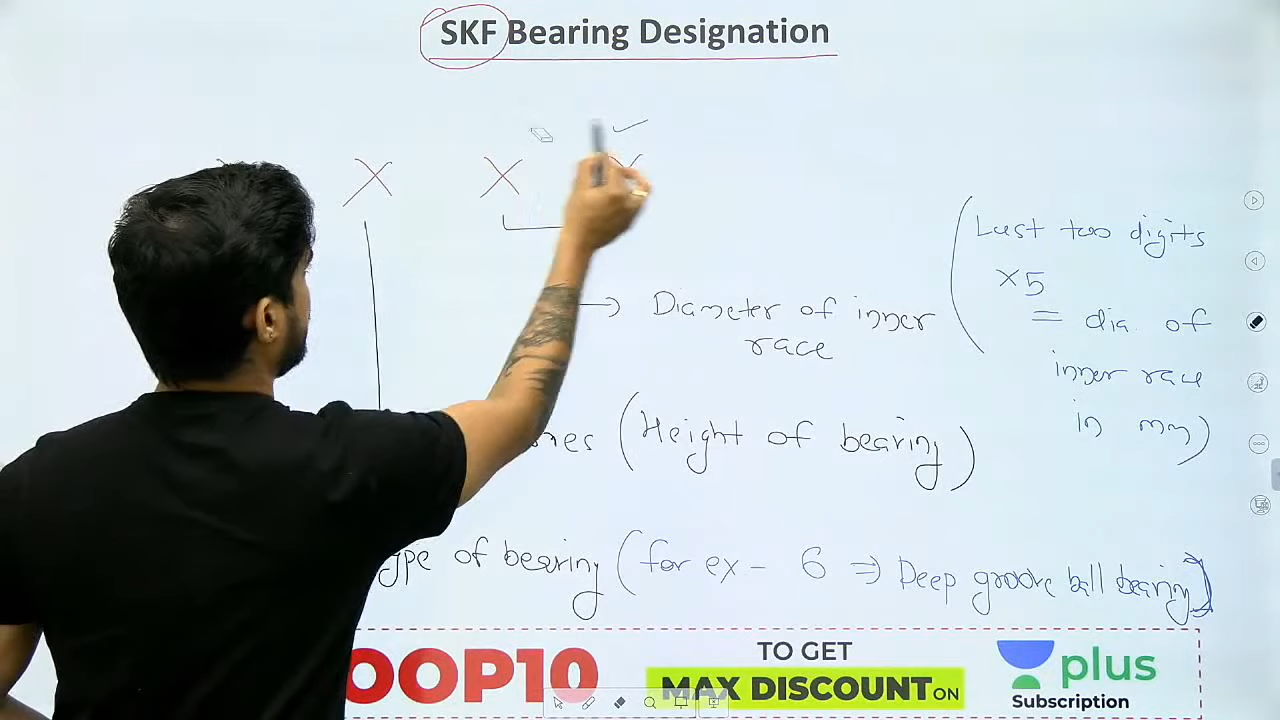 SKF Bearing Designation
X X
Last two digits
×5
= dia. of
inner race
in mm)
→ Diameter of inner
race
(Height of bearing)
of bearing (for ex - 6 ⇒ Deep groove ball bearing)
OOP10
TO GET
MAX DISCOUNT ON
plus
Subscription